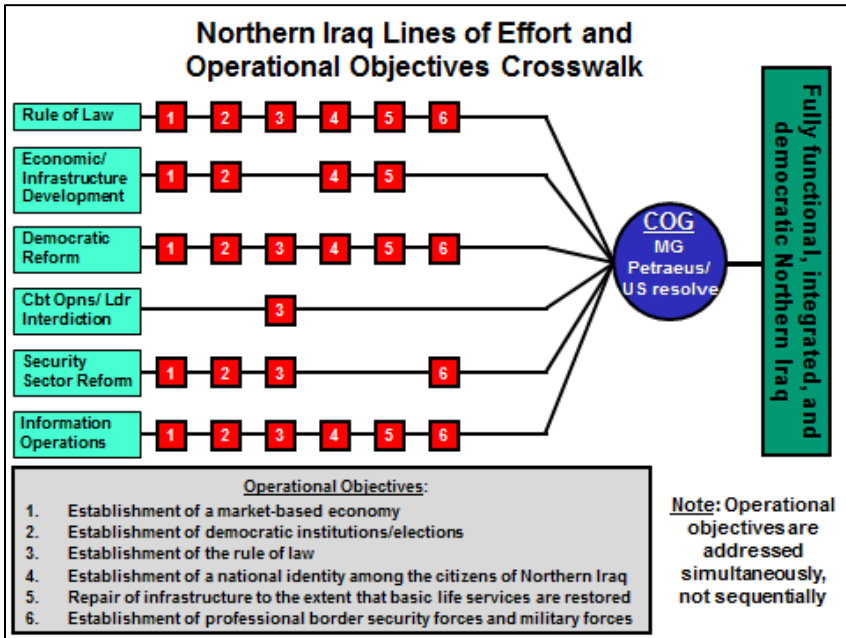 Northern Iraq Lines of Effort and
Operational Objectives Crosswalk
Rule of Law 1 2 3 4 5 6
Economic/
Infrastructure
Development
1 2 4 5
Democratic
Reform
1 2 3 4 5 6
Cbt Opns/ Ldr
Interdiction
3
Security
Sector Reform
1 2 3 6
Information
Operations
1 2 3 4 5 6
COG
MG
Petraeus/
US resolve
Fully functional, integrated, and
democratic Northern Iraq
Operational Objectives:
1. Establishment of a market-based economy
2. Establishment of democratic institutions/elections
3. Establishment of the rule of law
4. Establishment of a national identity among the citizens of Northern Iraq
5. Repair of infrastructure to the extent that basic life services are restored
6. Establishment of professional border security forces and military forces
Note: Operational
objectives are
addressed
simultaneously,
not sequentially